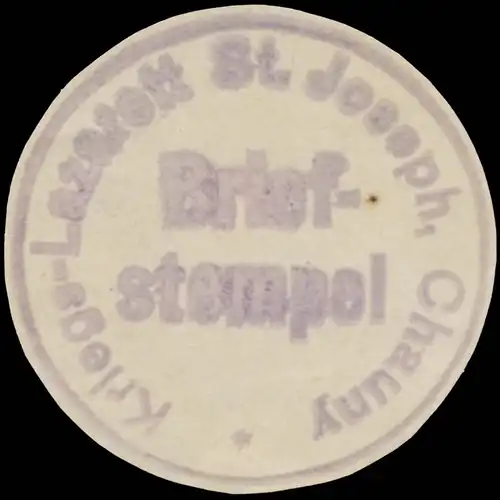 Kriegs-Lazarett St. Joseph, Chauny
Brief-
stempel